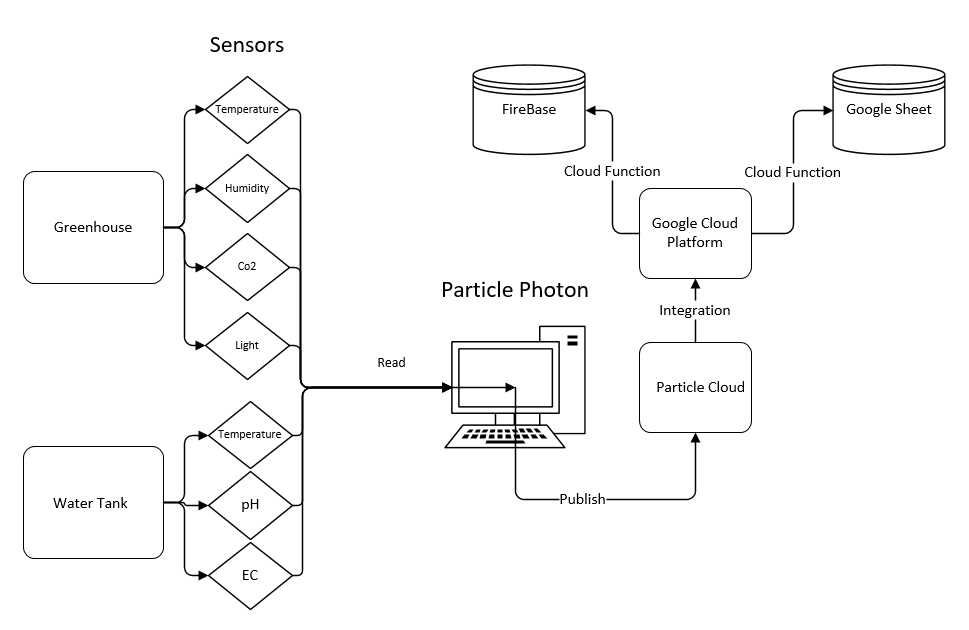 Sensors
Temperature
Humidity
Co2
Light
Greenhouse
Temperature
pH
EC
Water Tank
Read
Particle Photon
Publish
Particle Cloud
Integration
Google Cloud
Platform
Cloud Function
Cloud Function
FireBase
Google Sheet